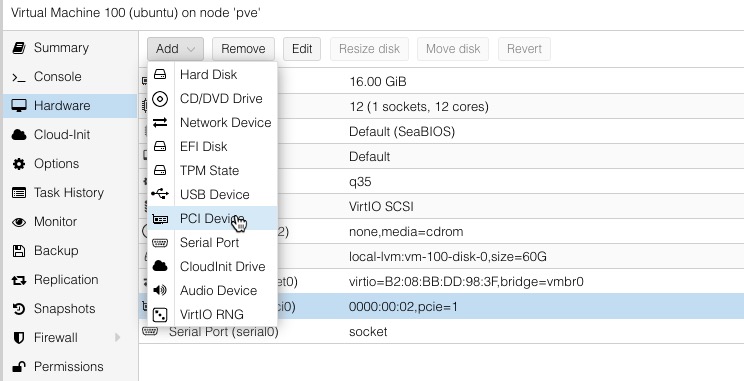 Virtual Machine 100 (ubuntu) on node 'pve'
Summary
Console
Hardware
Cloud-Init
Options
Task History
Monitor
Backup
Replication
Snapshots
Firewall
Permissions
Add Remove Edit Resize disk Move disk Revert
Hard Disk
CD/DVD Drive
Network Device
EFI Disk
TPM State
USB Device
PCI Device
Serial Port
CloudInit Drive
Audio Device
VirtIO RNG
16.00 GiB
12 (1 sockets, 12 cores)
Default (SeaBIOS)
Default
q35
VirtIO SCSI
2) none,media=cdrom
local-lvm:vm-100-disk-0,size=60G
et0) virtio=B2:08:BB:DD:98:3F,bridge=vmbr0
ci0) 0000:00:02,pcie=1
Serial Port (serial0) socket